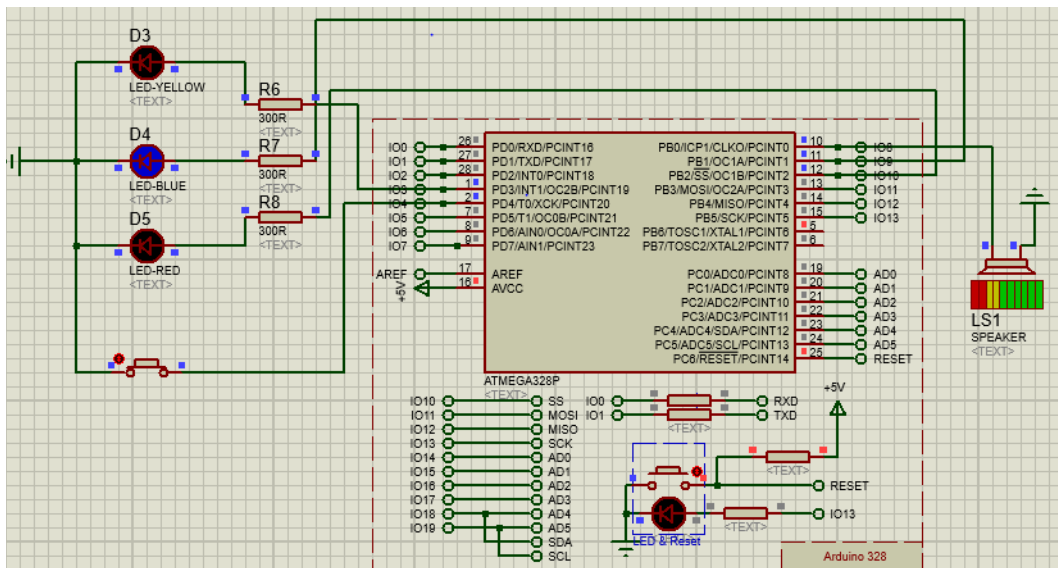 D3
LED-YELLOW
<TEXT>
R6
300R
<TEXT>
D4
LED-BLUE
<TEXT>
R7
300R
<TEXT>
D5
LED-RED
<TEXT>
R8
300R
<TEXT>
IO0 26 PD0/RXD/PCINT16 PB0/ICP1/CLKO/PCINT0 10 IO8
IO1 27 PD1/TXD/PCINT17 PB1/OC1A/PCINT1 11 IO9
IO2 28 PD2/INT0/PCINT18 PB2/SS/OC1B/PCINT2 12 IO10
IO3 1 PD3/INT1/OC2B/PCINT19 PB3/MOSI/OC2A/PCINT3 13 IO11
IO4 2 PD4/T0/XCK/PCINT20 PB4/MISO/PCINT4 14 IO12
IO5 7 PD5/T1/OC0B/PCINT21 PB5/SCK/PCINT5 15 IO13
IO6 8 PD6/AIN0/OC0A/PCINT22 PB6/TOSC1/XTAL1/PCINT6 5
IO7 9 PD7/AIN1/PCINT23 PB7/TOSC2/XTAL2/PCINT7 6
AREF 17 AREF PC0/ADC0/PCINT8 19 AD0
+5V 16 AVCC PC1/ADC1/PCINT9 20 AD1
PC2/ADC2/PCINT10 21 AD2
PC3/ADC3/PCINT11 22 AD3
PC4/ADC4/SDA/PCINT12 23 AD4
PC5/ADC5/SCL/PCINT13 24 AD5
PC6/RESET/PCINT14 25 RESET
ATMEGA328P
<TEXT>
LS1
SPEAKER
<TEXT>
IO10 SS
IO11 MOSI
IO12 MISO
IO13 SCK
IO14 AD0
IO15 AD1
IO16 AD2
IO17 AD3
IO18 AD4
IO19 AD5
SDA
SCL
IO0 RXD
IO1 TXD
<TEXT>
+5V
<TEXT>
RESET
IO13
<TEXT>
LED & Reset
Arduino 328